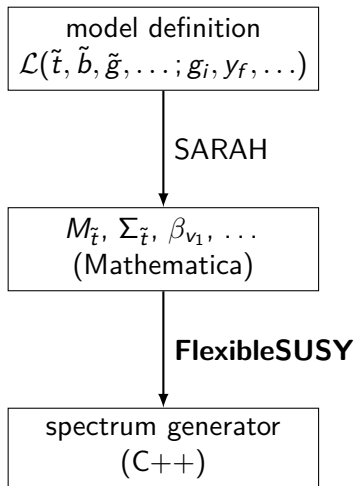 model definition
ℒ(t̃, b̃, g̃, …; gᵢ, y_f, …)
SARAH
M_t̃, Σ_t̃, β_v₁, …
(Mathematica)
FlexibleSUSY
spectrum generator
(C++)